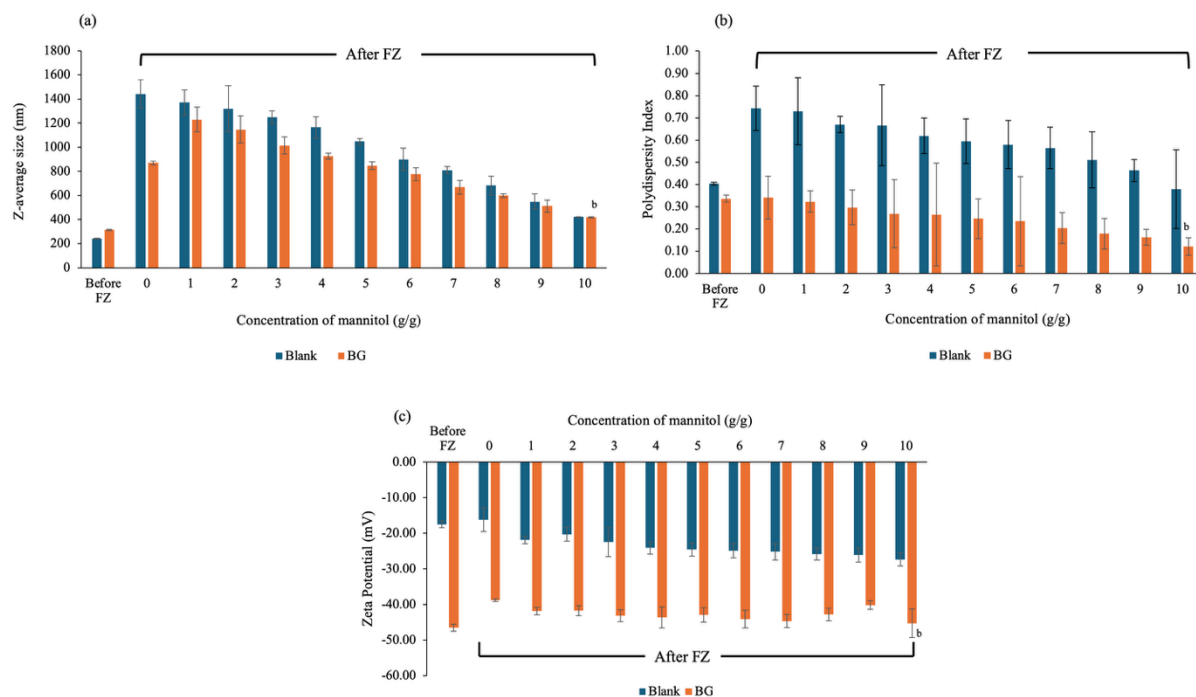 (a)
After FZ
1800
1600
1400
1200
1000
800
600
400
200
0
Z-average size (nm)
b
Before FZ 0 1 2 3 4 5 6 7 8 9 10
Concentration of mannitol (g/g)
Blank BG
(b)
After FZ
1.00
0.90
0.80
0.70
0.60
0.50
0.40
0.30
0.20
0.10
0.00
Polydispersity Index
b
Before FZ 0 1 2 3 4 5 6 7 8 9 10
Concentration of mannitol (g/g)
Blank BG
(c)
Concentration of mannitol (g/g)
Before FZ 0 1 2 3 4 5 6 7 8 9 10
0.00
-10.00
-20.00
-30.00
-40.00
-50.00
-60.00
Zeta Potential (mV)
b
After FZ
Blank BG